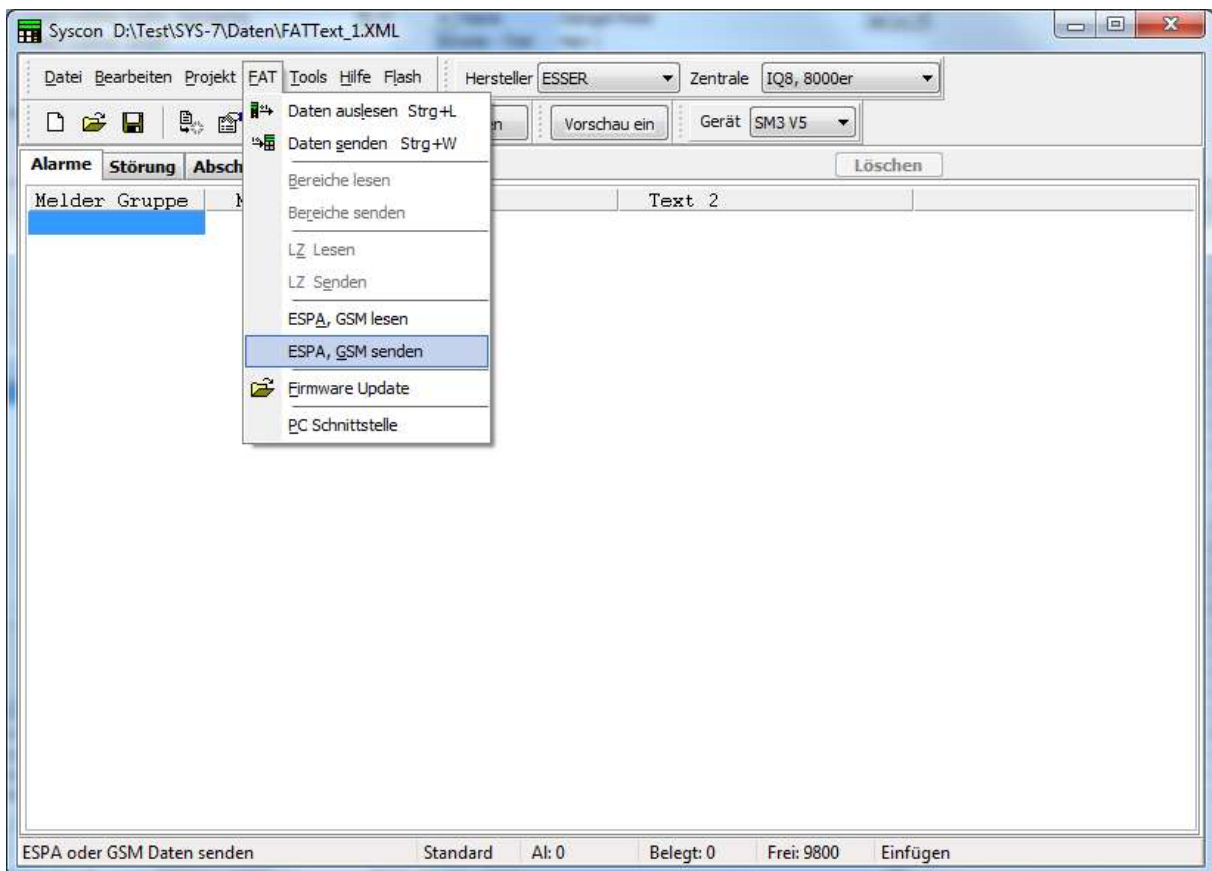 Syscon D:\Test\SYS-7\Daten\FATText_1.XML
Datei Bearbeiten Projekt FAT Tools Hilfe Flash Hersteller ESSER Zentrale IQ8, 8000er
Vorschau ein Gerät SM3 V5
Alarme Störung Absch Löschen
Melder Gruppe Text 2
Daten auslesen Strg+L
Daten senden Strg+W
Bereiche lesen
Bereiche senden
LZ Lesen
LZ Senden
ESPA, GSM lesen
ESPA, GSM senden
Firmware Update
PC Schnittstelle
ESPA oder GSM Daten senden Standard Al: 0 Belegt: 0 Frei: 9800 Einfügen